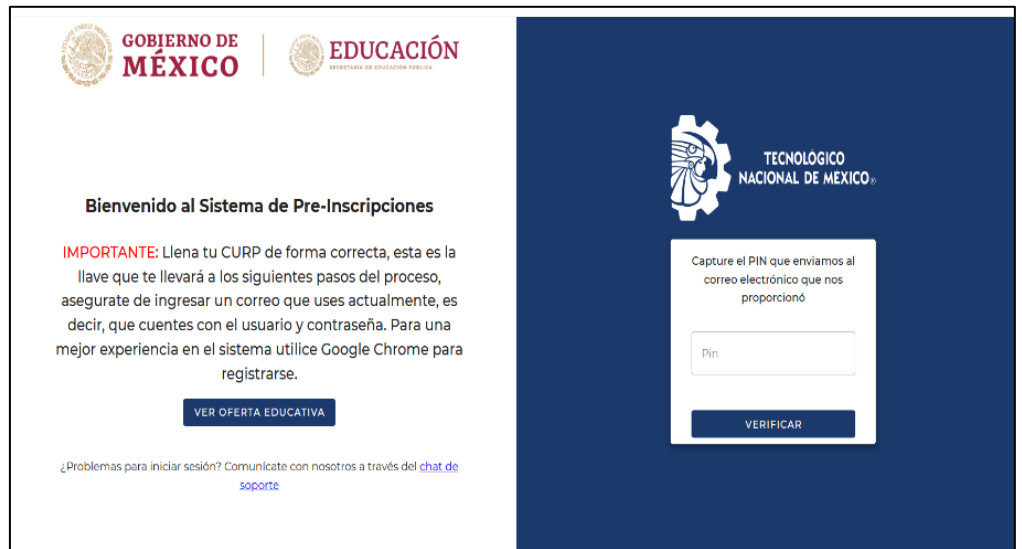 GOBIERNO DE
MÉXICO
EDUCACIÓN
SECRETARÍA DE EDUCACIÓN PÚBLICA
Bienvenido al Sistema de Pre-Inscripciones
IMPORTANTE: Llena tu CURP de forma correcta, esta es la
llave que te llevará a los siguientes pasos del proceso,
asegurate de ingresar un correo que uses actualmente, es
decir, que cuentes con el usuario y contraseña. Para una
mejor experiencia en el sistema utilice Google Chrome para
registrarse.
VER OFERTA EDUCATIVA
¿Problemas para iniciar sesión? Comunícate con nosotros a través del chat de
soporte
TECNOLÓGICO
NACIONAL DE MÉXICO®
Capture el PIN que enviamos al
correo electrónico que nos
proporcionó
Pin
VERIFICAR